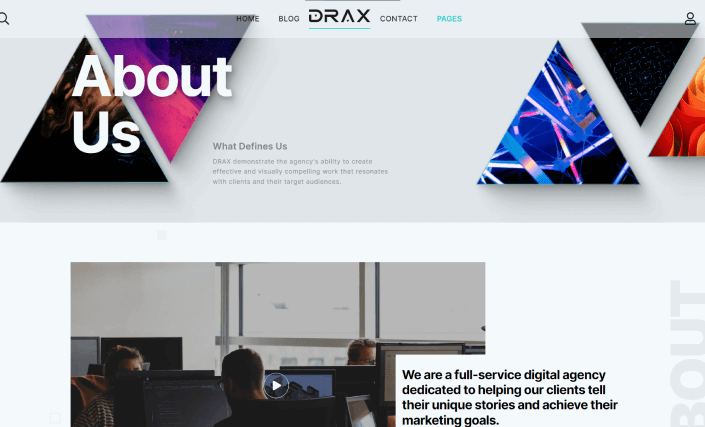 HOME BLOG DRAX CONTACT PAGES
About
Us
What Defines Us
DRAX demonstrate the agency's ability to create
effective and visually compelling work that resonates
with clients and their target audiences.
We are a full-service digital agency
dedicated to helping our clients tell
their unique stories and achieve their
marketing goals.
BOUT